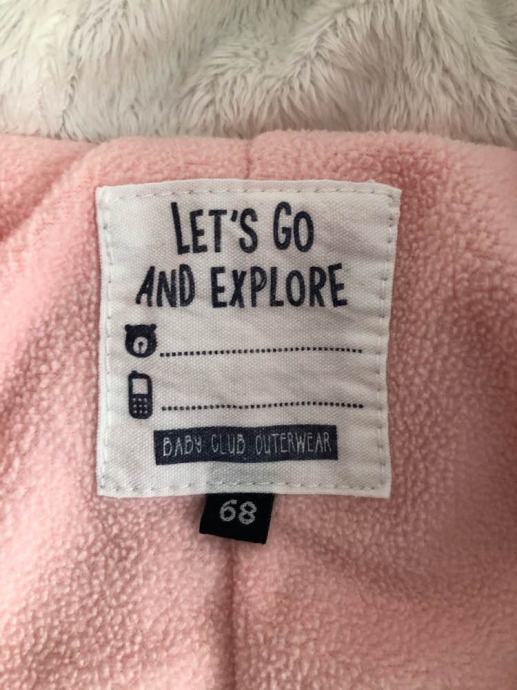 LET'S GO
AND EXPLORE
BABY CLUB OUTERWEAR
68